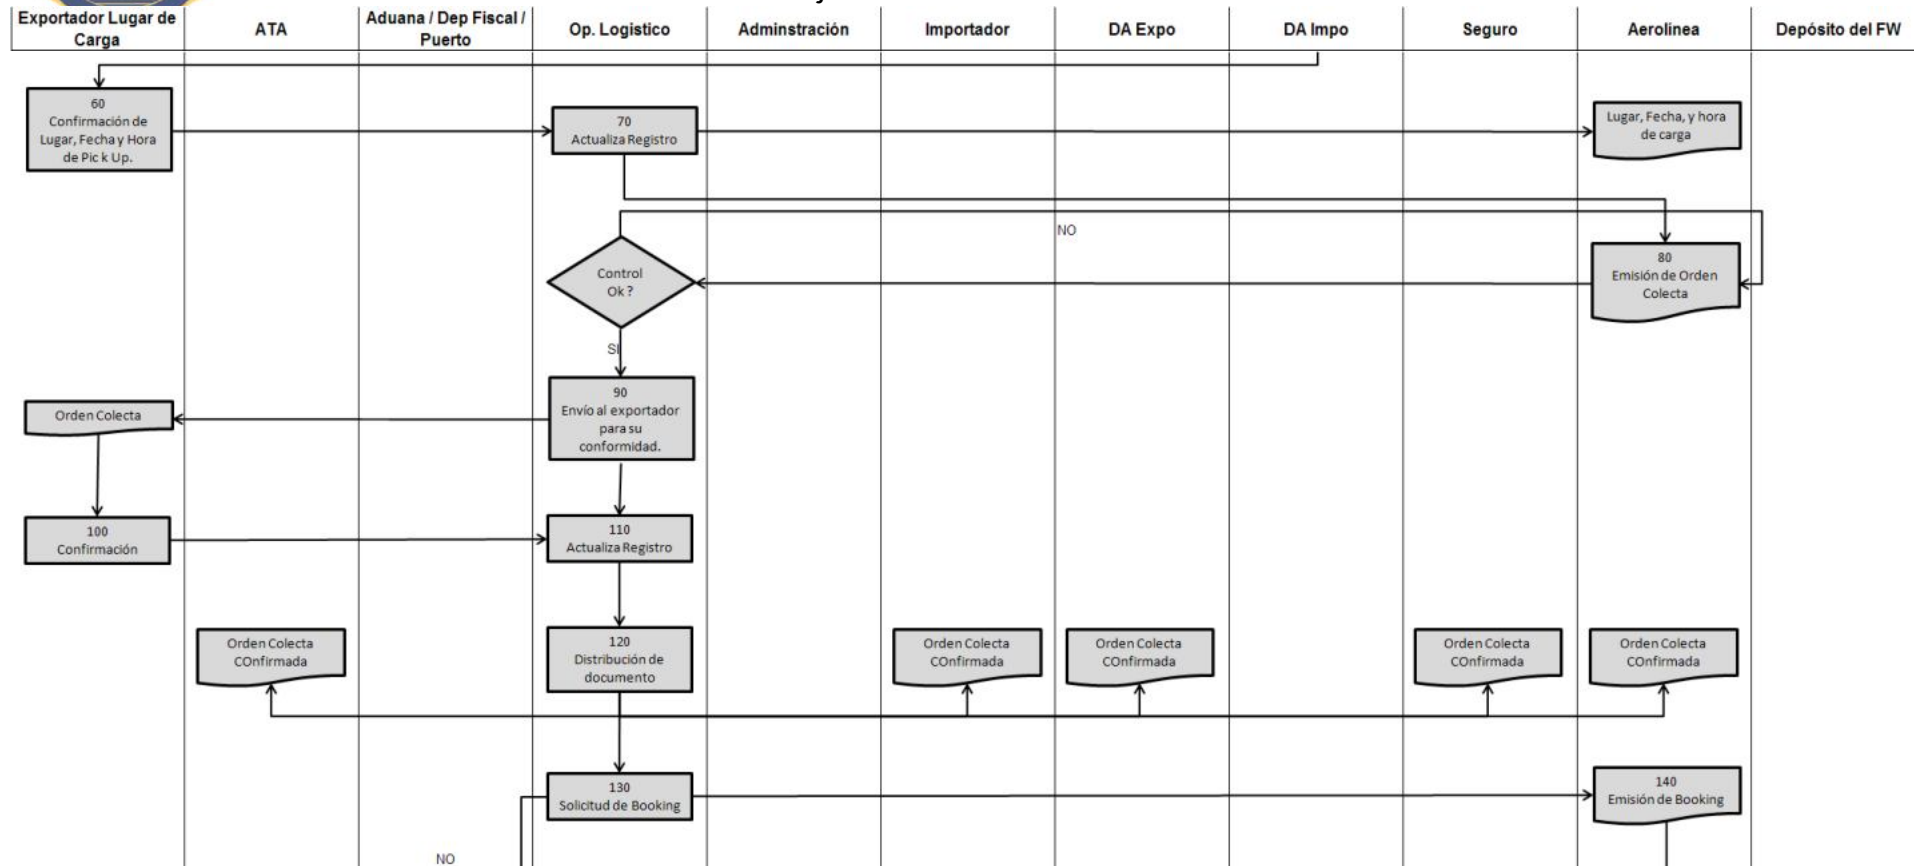 Exportador Lugar de
Carga
ATA
Aduana / Dep Fiscal /
Puerto
Op. Logistico
Adminstración
Importador
DA Expo
DA Impo
Seguro
Aerolinea
Depósito del FW
60
Confirmación de
Lugar, Fecha y Hora
de Pic k Up.
70
Actualiza Registro
Lugar, Fecha, y hora
de carga
NO
Control
Ok ?
80
Emisión de Orden
Colecta
SI
90
Envío al exportador
para su
conformidad.
Orden Colecta
100
Confirmación
110
Actualiza Registro
Orden Colecta
COnfirmada
120
Distribución de
documento
Orden Colecta
COnfirmada
Orden Colecta
COnfirmada
Orden Colecta
COnfirmada
Orden Colecta
COnfirmada
130
Solicitud de Booking
140
Emisión de Booking
NO